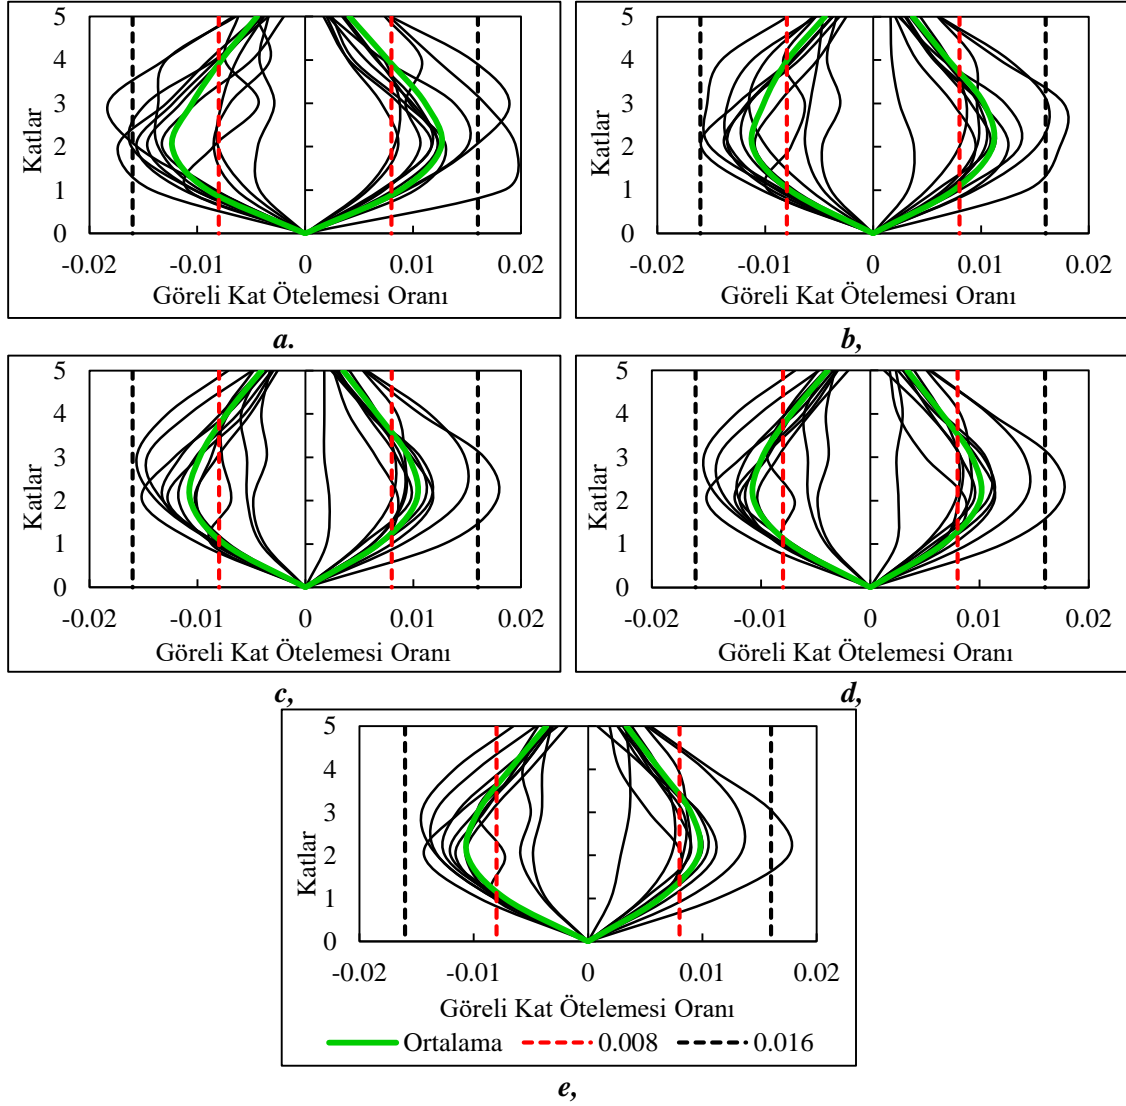 5
4
3
2
1
0
Katlar
-0.02 -0.01 0 0.01 0.02
Göreli Kat Ötelemesi Oranı
a.
5
4
3
2
1
0
Katlar
-0.02 -0.01 0 0.01 0.02
Göreli Kat Ötelemesi Oranı
b,
5
4
3
2
1
0
Katlar
-0.02 -0.01 0 0.01 0.02
Göreli Kat Ötelemesi Oranı
c,
5
4
3
2
1
0
Katlar
-0.02 -0.01 0 0.01 0.02
Göreli Kat Ötelemesi Oranı
d,
5
4
3
2
1
0
Katlar
-0.02 -0.01 0 0.01 0.02
Göreli Kat Ötelemesi Oranı
Ortalama 0.008 0.016
e,